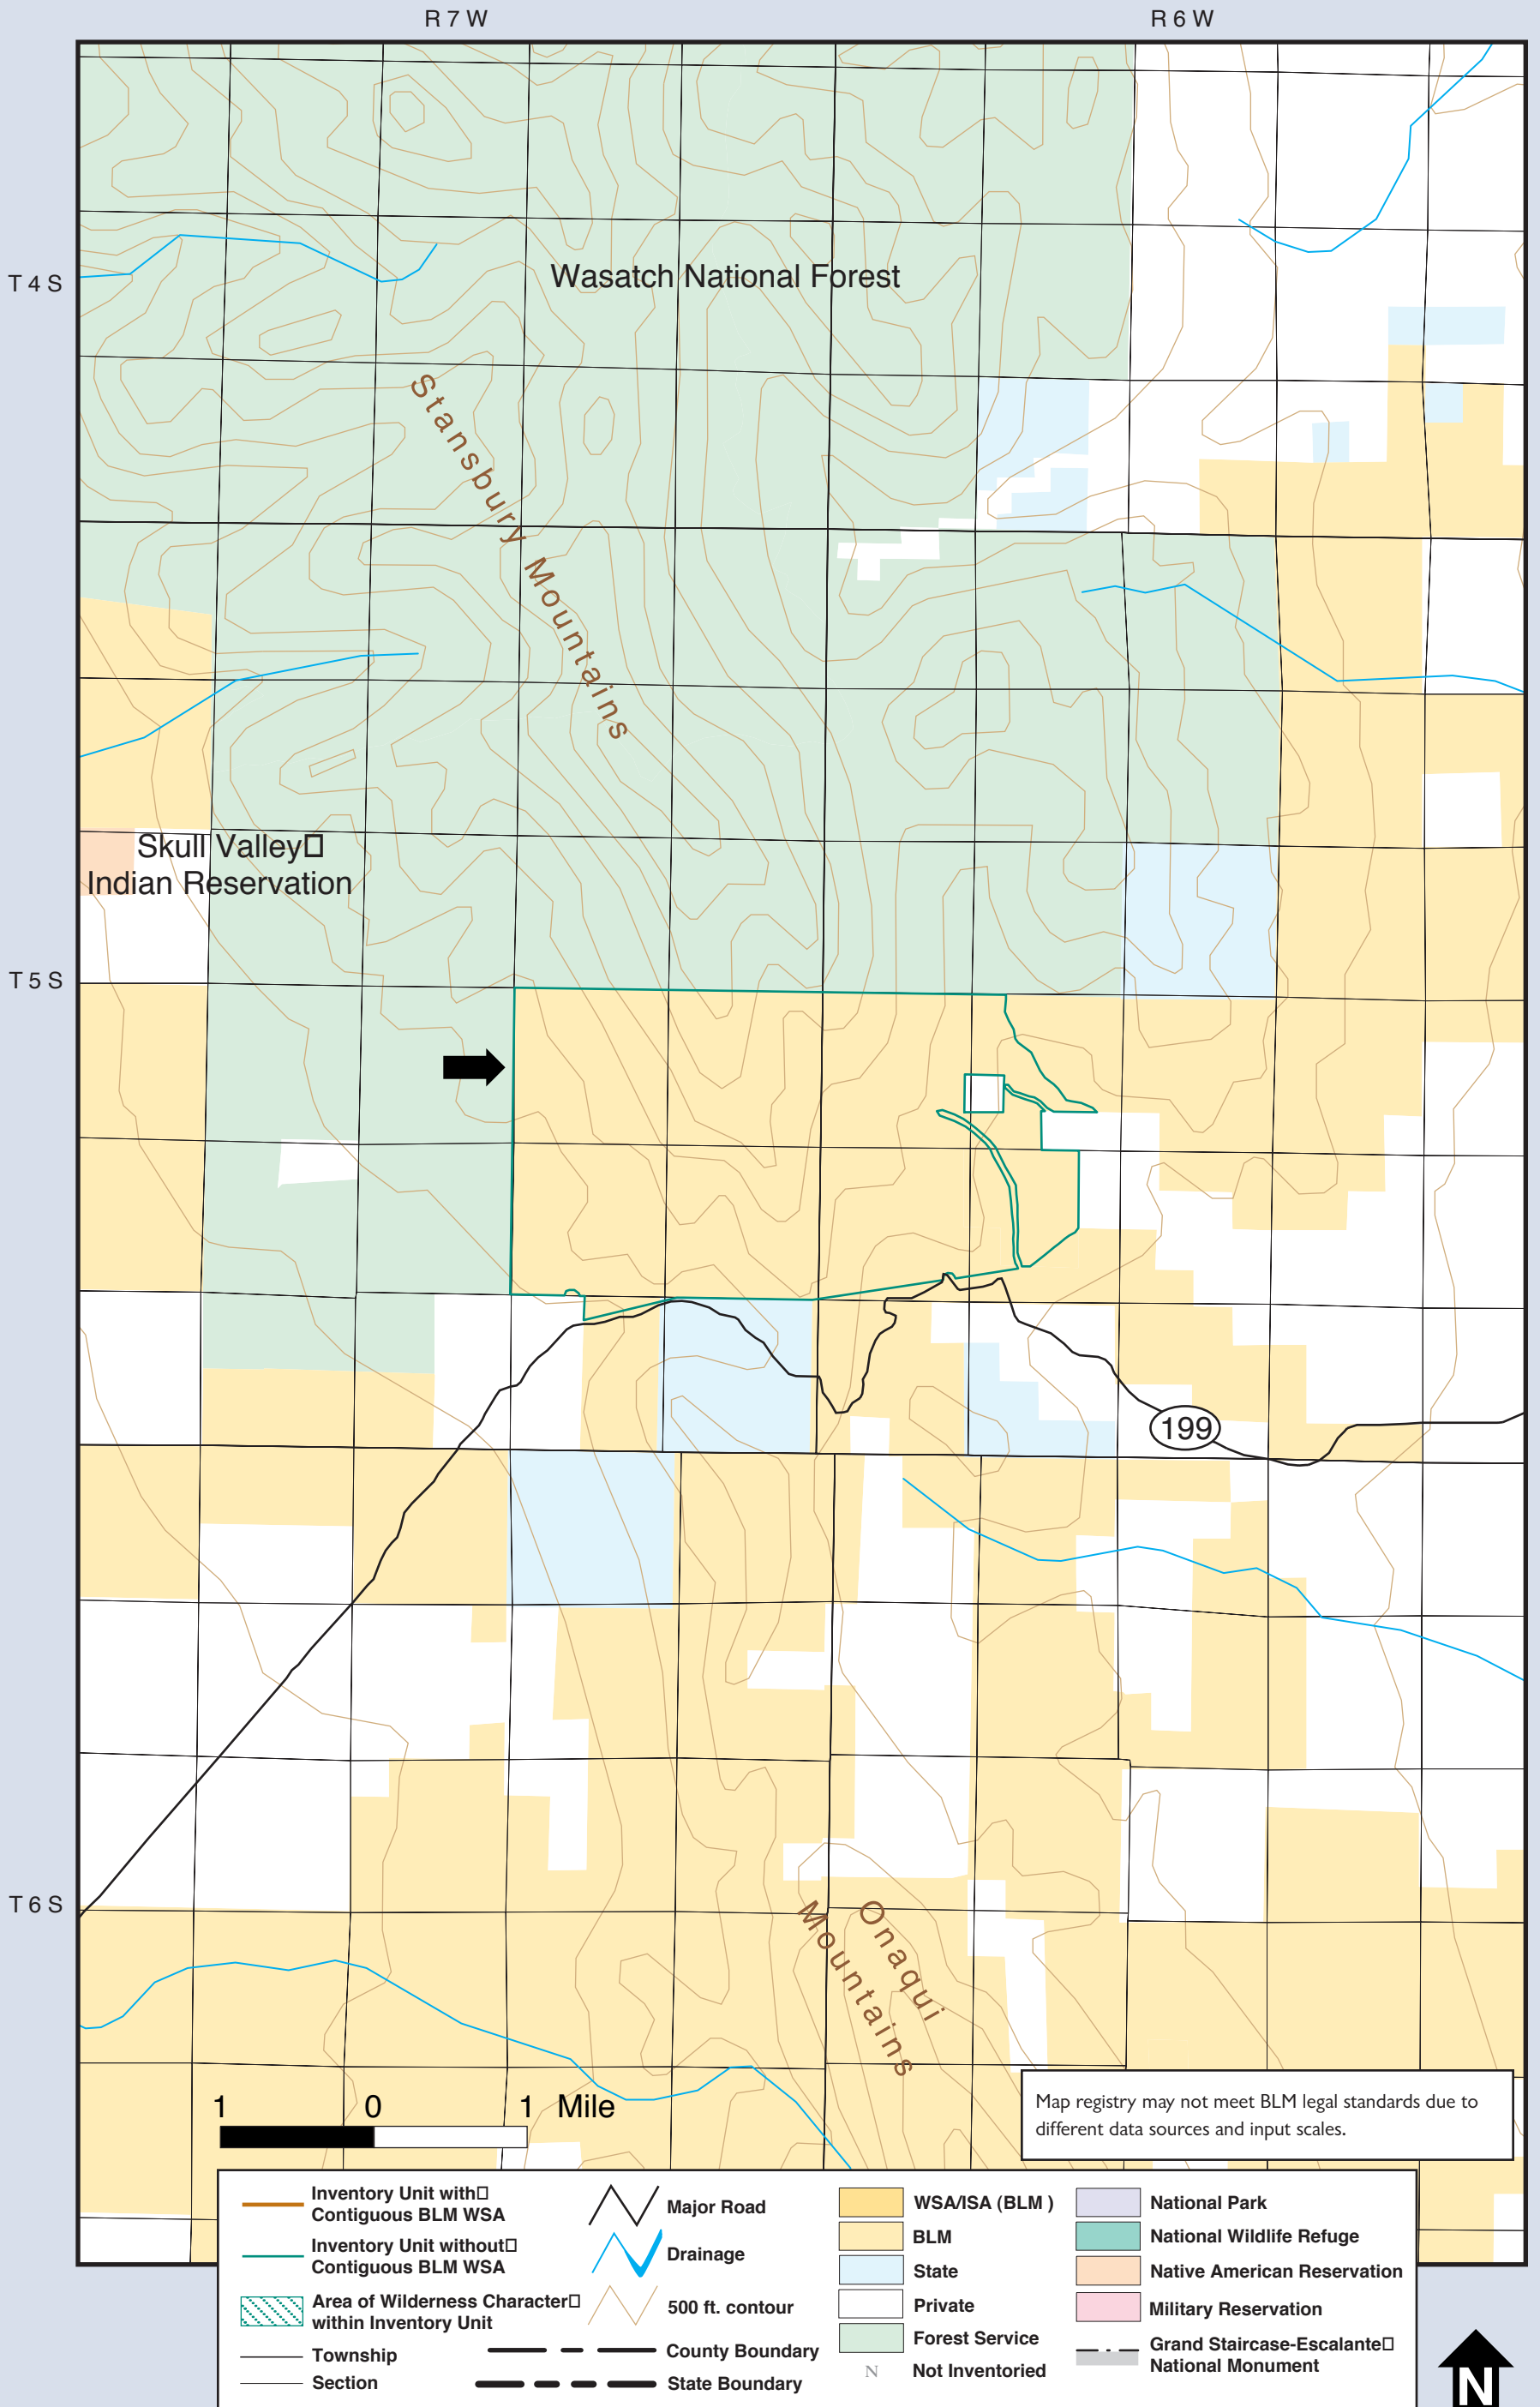 R 7 W
R 6 W
T 4 S
Wasatch National Forest
Stansbury Mountains
Skull Valley□
Indian Reservation
T 5 S
199
T 6 S
Onaqui
Mountains
1 0 1 Mile
Map registry may not meet BLM legal standards due to
different data sources and input scales.
Inventory Unit with□
Contiguous BLM WSA
Inventory Unit without□
Contiguous BLM WSA
Area of Wilderness Character□
within Inventory Unit
Township
Section
Major Road
Drainage
500 ft. contour
County Boundary
State Boundary
WSA/ISA (BLM )
BLM
State
Private
Forest Service
N Not Inventoried
National Park
National Wildlife Refuge
Native American Reservation
Military Reservation
Grand Staircase-Escalante□
National Monument
N